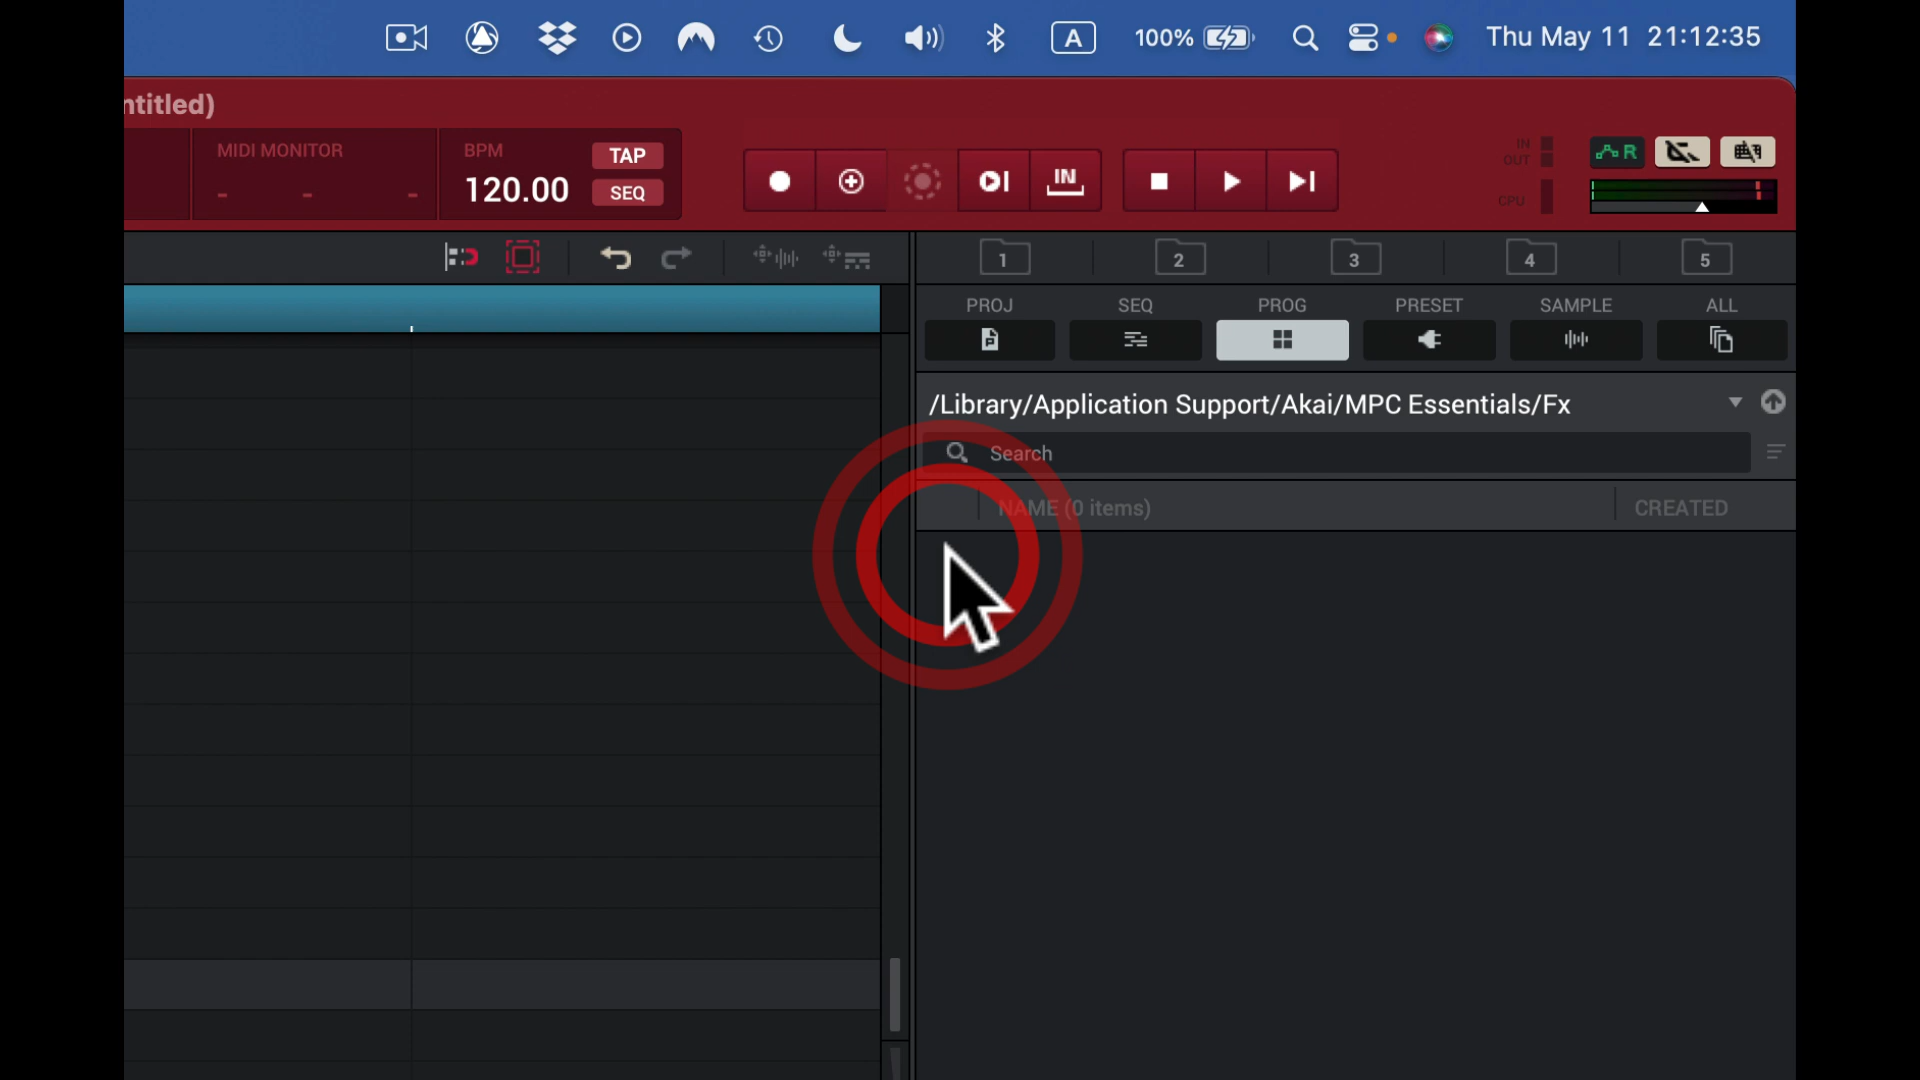 A 100% Thu May 11 21:12:35
ntitled)
MIDI MONITOR
- - -
BPM
120.00
TAP
SEQ
IN
IN
OUT
CPU
R
1 2 3 4 5
PROJ SEQ PROG PRESET SAMPLE ALL
P
/Library/Application Support/Akai/MPC Essentials/Fx
Search
NAME (0 items) CREATED